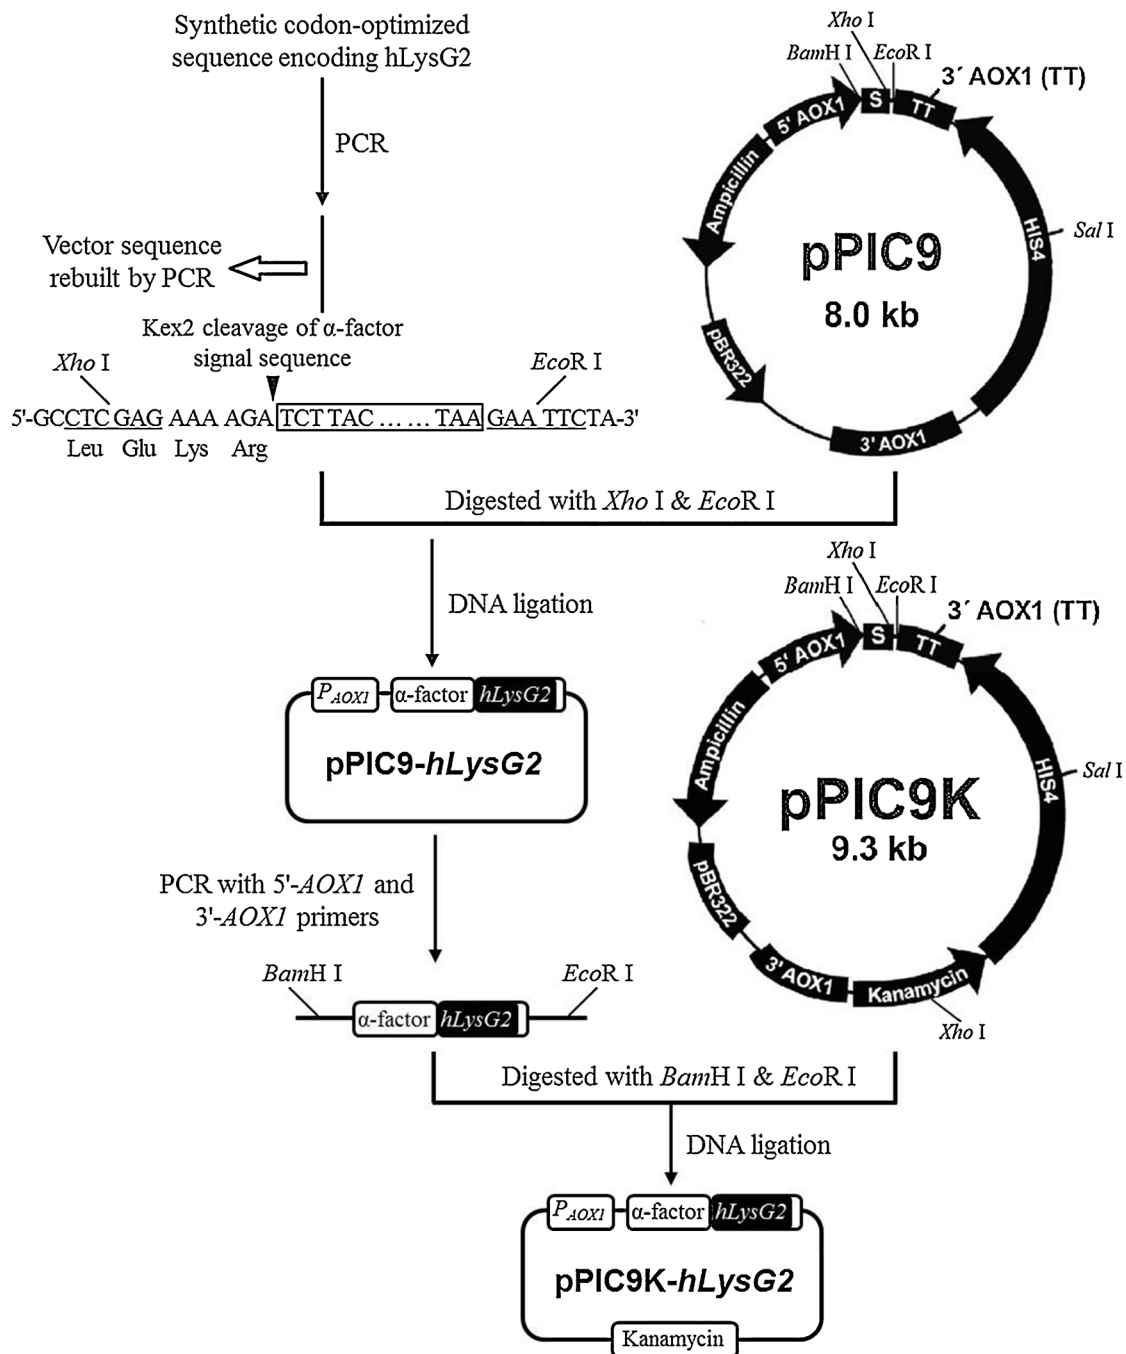 Synthetic codon-optimized
sequence encoding hLysG2
PCR
Vector sequence
rebuilt by PCR
Kex2 cleavage of α-factor
signal sequence
Xho I
EcoR I
5'-GCCTC GAG AAA AGA TCT TAC ... ... TAA GAA TTCTA-3'
Leu Glu Lys Arg
Xho I
BamH I
EcoR I
3´ AOX1 (TT)
5' AOX1
S
TT
Ampicillin
HIS4
Sal I
pPIC9
8.0 kb
pBR322
3' AOX1
Digested with Xho I & EcoR I
DNA ligation
Xho I
BamH I
EcoR I
3´ AOX1 (TT)
5' AOX1
S
TT
Ampicillin
HIS4
Sal I
pPIC9K
9.3 kb
pBR322
3' AOX1
Kanamycin
Xho I
PAOX1
α-factor
hLysG2
pPIC9-hLysG2
PCR with 5'-AOX1 and
3'-AOX1 primers
BamH I
EcoR I
α-factor
hLysG2
Digested with BamH I & EcoR I
DNA ligation
PAOX1
α-factor
hLysG2
pPIC9K-hLysG2
Kanamycin